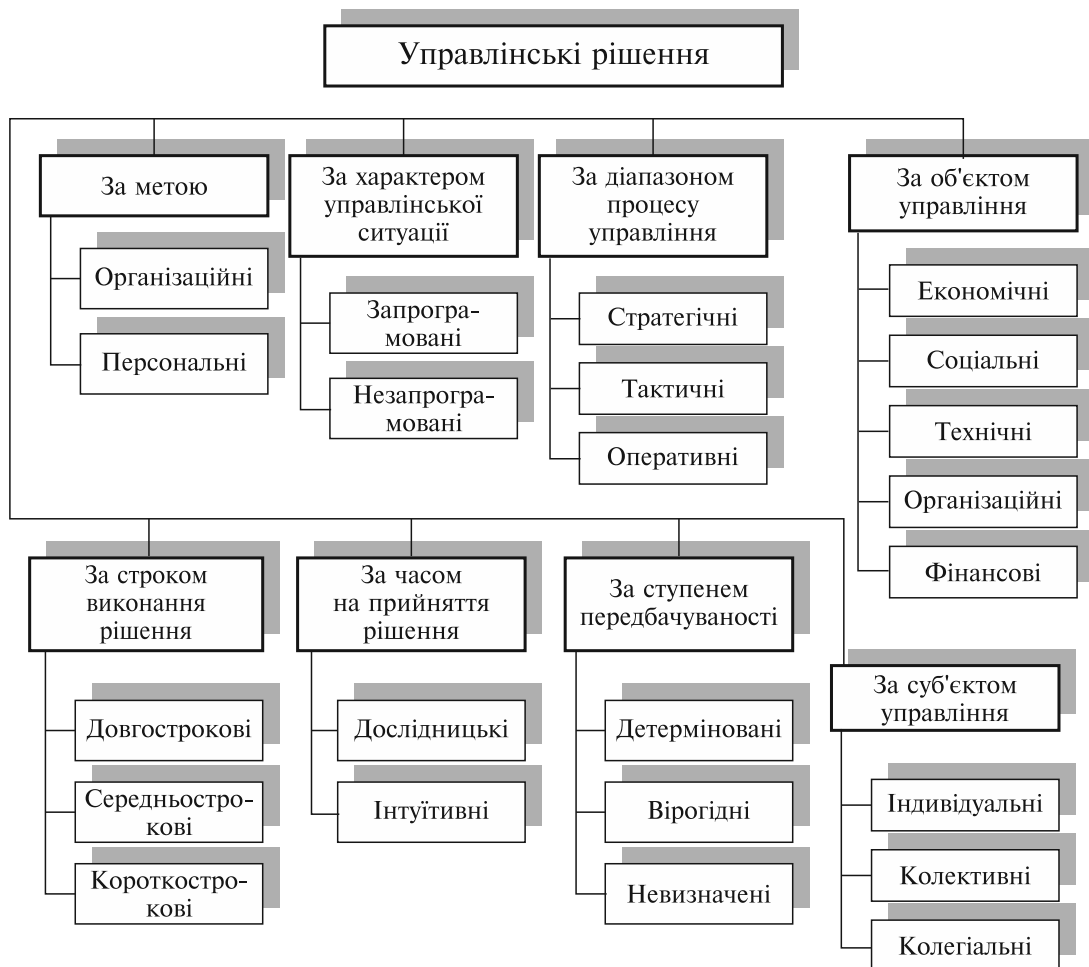 Управлінські рішення
За метою
Організаційні
Персональні
За характером
управлінської
ситуації
Запрогра-
мовані
Незапрогра-
мовані
За діапазоном
процесу
управління
Стратегічні
Тактичні
Оперативні
За об'єктом
управління
Економічні
Соціальні
Технічні
Організаційні
Фінансові
За строком
виконання
рішення
Довгострокові
Середньостро-
кові
Короткостро-
кові
За часом
на прийняття
рішення
Дослідницькі
Інтуїтивні
За ступенем
передбачуваності
Детерміновані
Вірогідні
Невизначені
За суб'єктом
управління
Індивідуальні
Колективні
Колегіальні